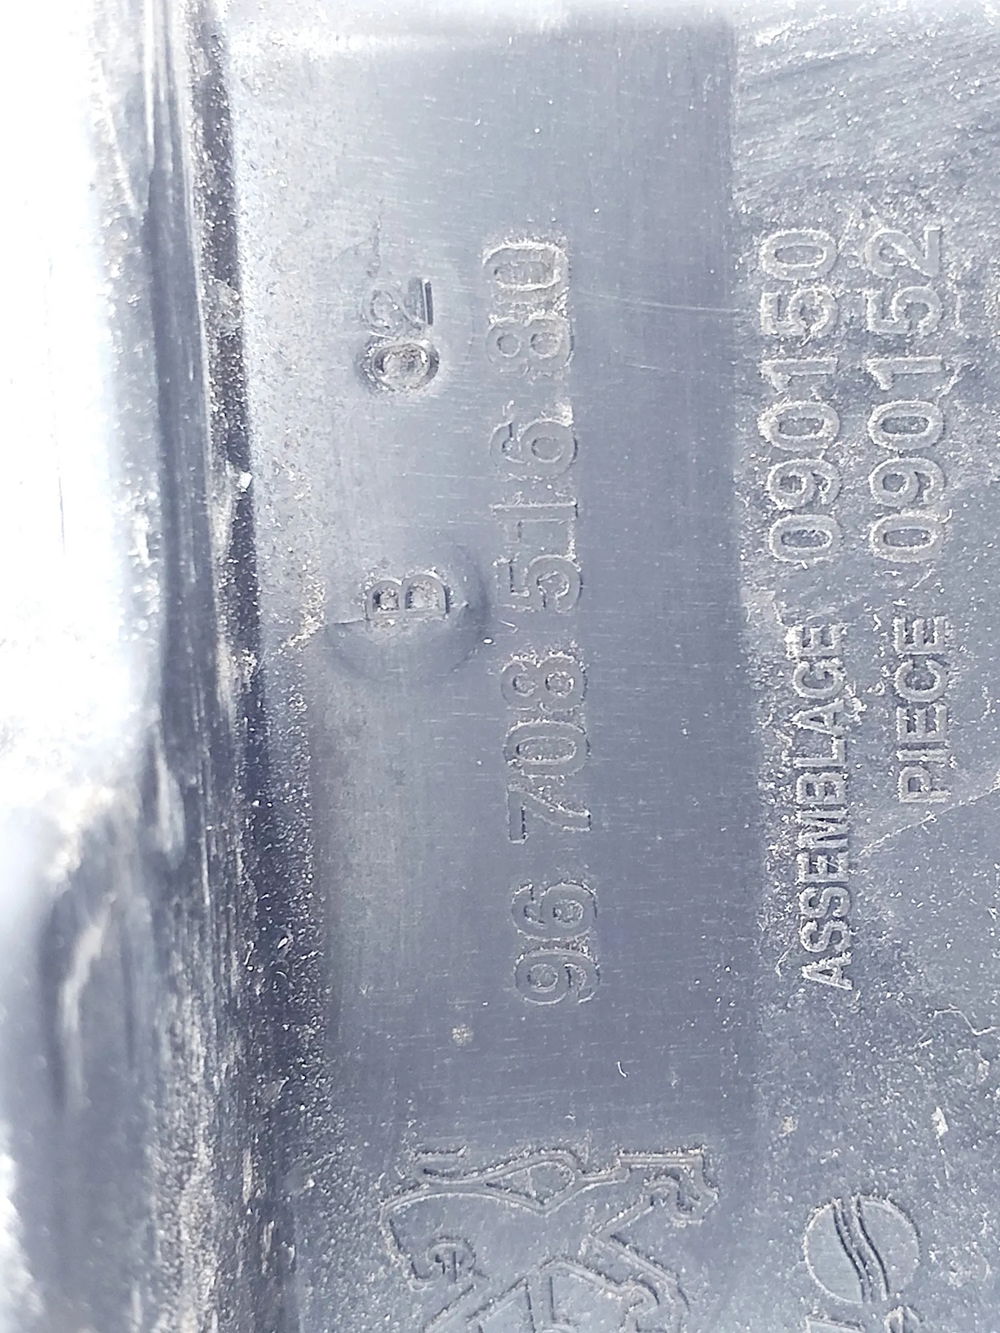 B 02
96 708 516 80
ASSEMBLAGE 090150
PIECE 090152